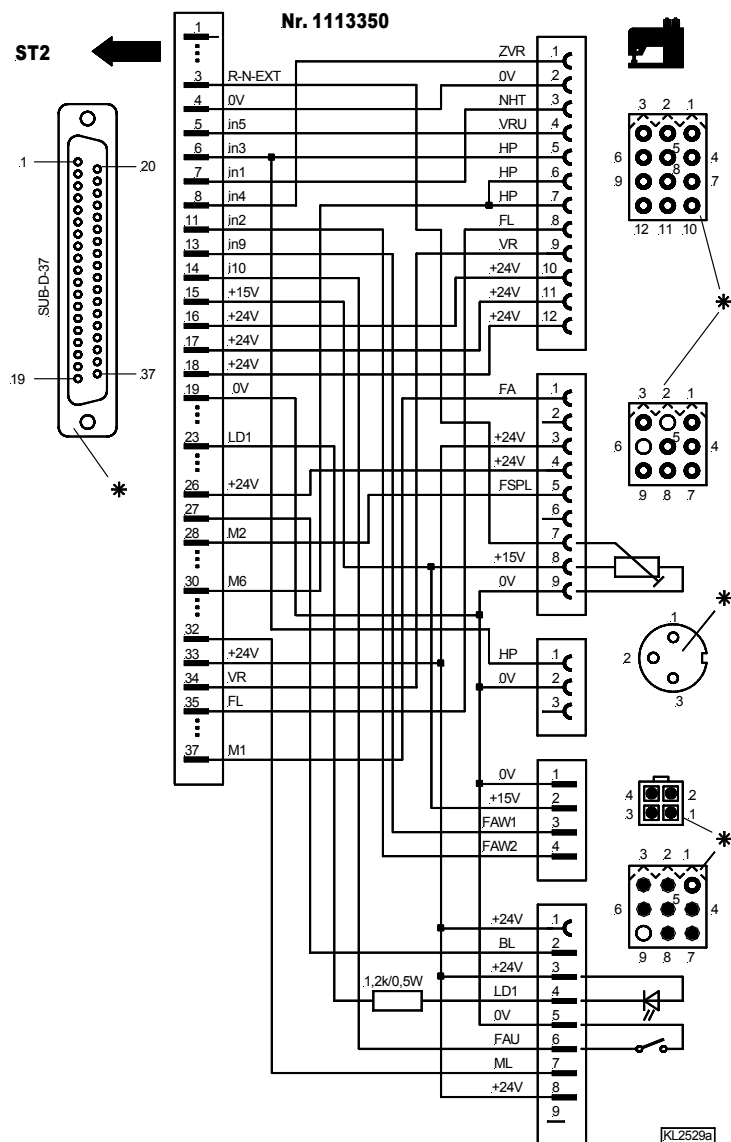 Nr. 1113350
ST2
SUB-D-37
1
20
19
37
1
3 R-N-EXT
4 0V
5 in5
6 in3
7 in1
8 in4
11 in2
13 in9
14 i10
15 +15V
16 +24V
17 +24V
18 +24V
19 0V
23 LD1
26 +24V
27
28 M2
30 M6
32
33 +24V
34 VR
35 FL
37 M1
ZVR 1
0V 2
NHT 3
VRU 4
HP 5
HP 6
HP 7
FL 8
VR 9
+24V 10
+24V 11
+24V 12
FA 1
2
+24V 3
+24V 4
FSPL 5
6
7
+15V 8
0V 9
HP 1
0V 2
3
0V 1
+15V 2
FAW1 3
FAW2 4
+24V 1
BL 2
+24V 3
1,2k/0,5W
LD1 4
0V 5
FAU 6
ML 7
+24V 8
9
3 2 1
6 5 4
9 8 7
12 11 10
*
3 2 1
6 5 4
9 8 7
*
*
1
2
3
4 2
3 1
*
3 2 1
6 5 4
9 8 7
KL2529a